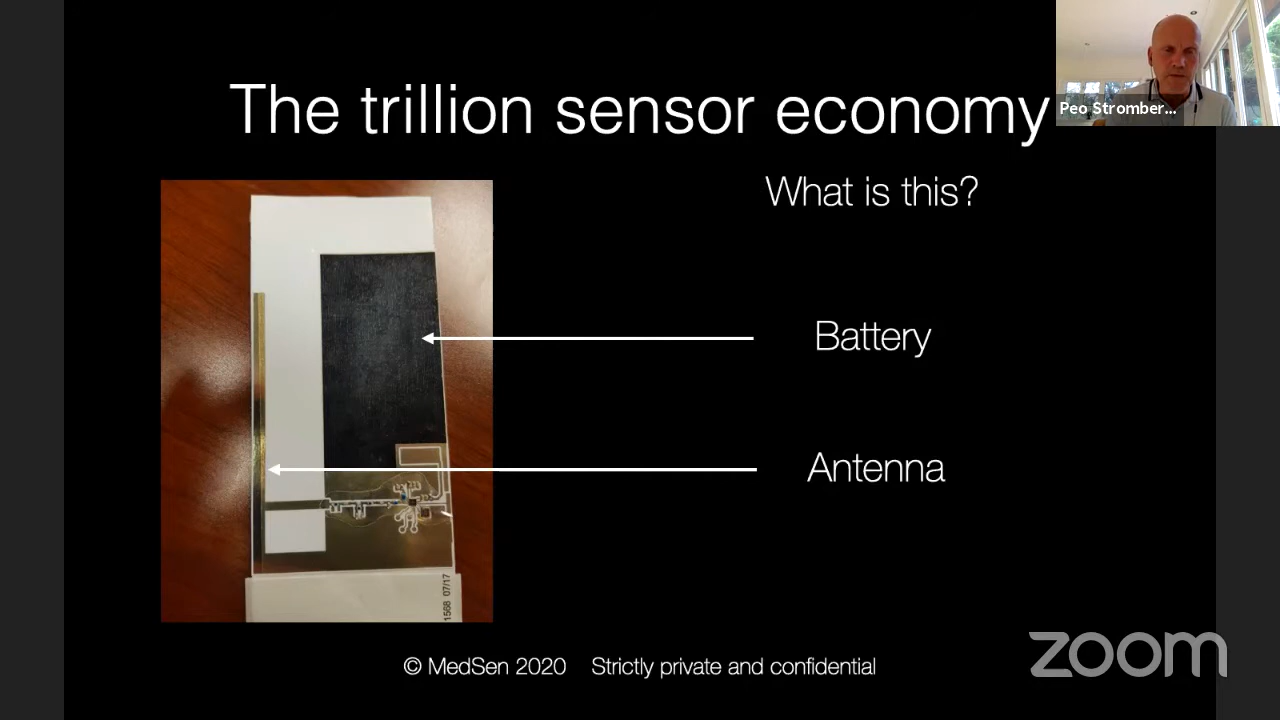 The trillion sensor economy
Peo Stromber...
What is this?
Battery
Antenna
1568 07/17
© MedSen 2020 Strictly private and confidential
zoom